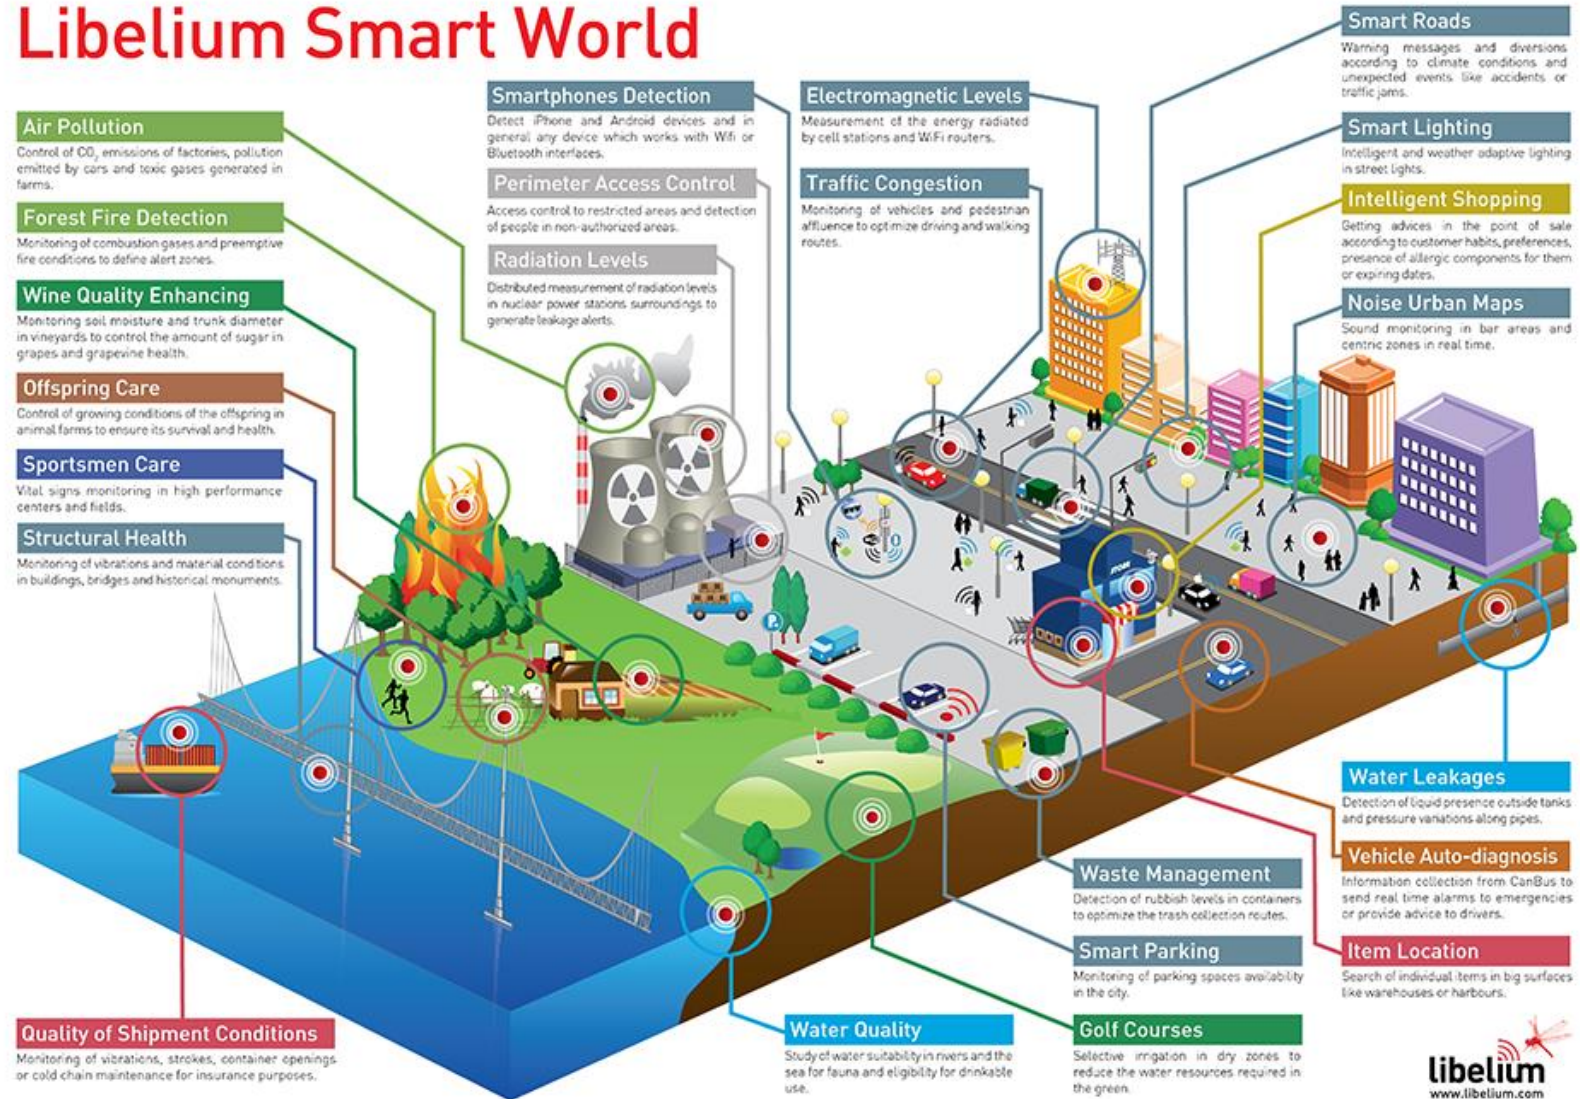 Libelium Smart World
Air Pollution
Control of CO₂ emissions of factories, pollution
emitted by cars and toxic gases generated in
farms.
Forest Fire Detection
Monitoring of combustion gases and preemptive
fire conditions to define alert zones.
Wine Quality Enhancing
Monitoring soil moisture and trunk diameter
in vineyards to control the amount of sugar in
grapes and grapevine health.
Offspring Care
Control of growing conditions of the offspring in
animal farms to ensure its survival and health.
Sportsmen Care
Vital signs monitoring in high performance
centers and fields.
Structural Health
Monitoring of vibrations and material conditions
in buildings, bridges and historical monuments.
Quality of Shipment Conditions
Monitoring of vibrations, strokes, container openings
or cold chain maintenance for insurance purposes.
Smartphones Detection
Detect iPhone and Android devices and in
general any device which works with Wifi or
Bluetooth interfaces.
Perimeter Access Control
Access control to restricted areas and detection
of people in non-authorized areas.
Radiation Levels
Distributed measurement of radiation levels
in nuclear power stations surroundings to
generate leakage alerts.
Electromagnetic Levels
Measurement of the energy radiated
by cell stations and WiFi routers.
Traffic Congestion
Monitoring of vehicles and pedestrian
affluence to optimize driving and walking
routes.
Smart Roads
Warning messages and diversions
according to climate conditions and
unexpected events like accidents or
traffic jams.
Smart Lighting
Intelligent and weather adaptive lighting
in street lights.
Intelligent Shopping
Getting advices in the point of sale
according to customer habits, preferences,
presence of allergic components for them
or expiring dates.
Noise Urban Maps
Sound monitoring in bar areas and
centric zones in real time.
P
STORE
Water Leakages
Detection of liquid presence outside tanks
and pressure variations along pipes.
Vehicle Auto-diagnosis
Information collection from CanBus to
send real time alarms to emergencies
or provide advice to drivers.
Item Location
Search of individual items in big surfaces
like warehouses or harbours.
Waste Management
Detection of rubbish levels in containers
to optimize the trash collection routes.
Smart Parking
Monitoring of parking spaces availability
in the city.
Golf Courses
Selective irrigation in dry zones to
reduce the water resources required in
the green.
Water Quality
Study of water suitability in rivers and the
sea for fauna and eligibility for drinkable
use.
libelium
www.libelium.com